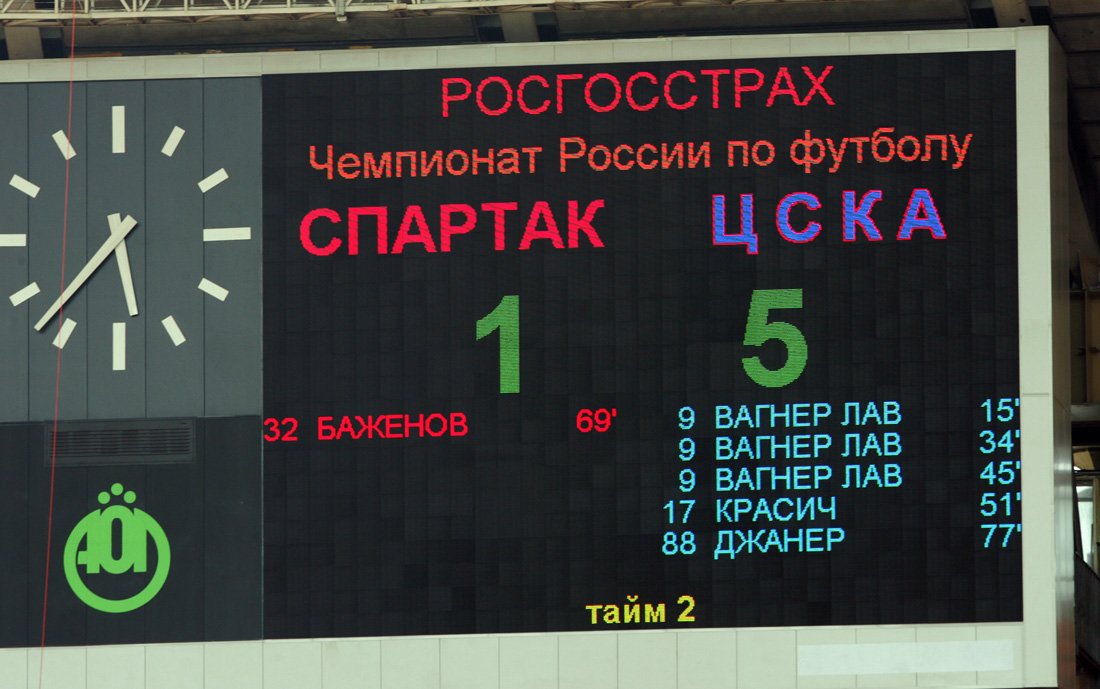 РОСГОССТРАХ
Чемпионат России по футболу
СПАРТАК ЦСКА
1 5
32 БАЖЕНОВ 69' 9 ВАГНЕР ЛАВ 15'
9 ВАГНЕР ЛАВ 34'
9 ВАГНЕР ЛАВ 45'
17 КРАСИЧ 51'
88 ДЖАНЕР 77'
тайм 2